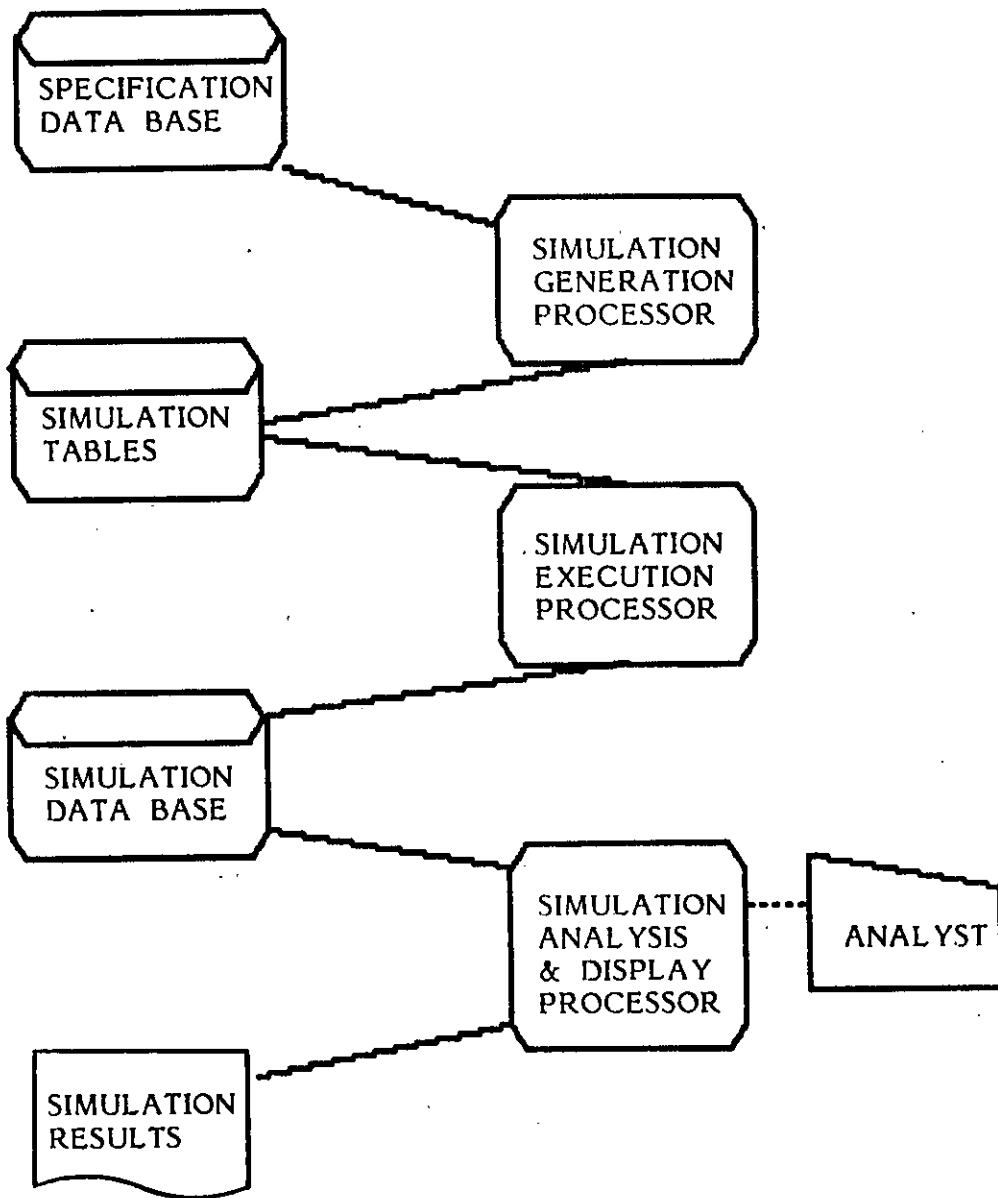 SPECIFICATION
DATA BASE
SIMULATION
GENERATION
PROCESSOR
SIMULATION
TABLES
SIMULATION
EXECUTION
PROCESSOR
SIMULATION
DATA BASE
SIMULATION
ANALYSIS
& DISPLAY
PROCESSOR
ANALYST
SIMULATION
RESULTS